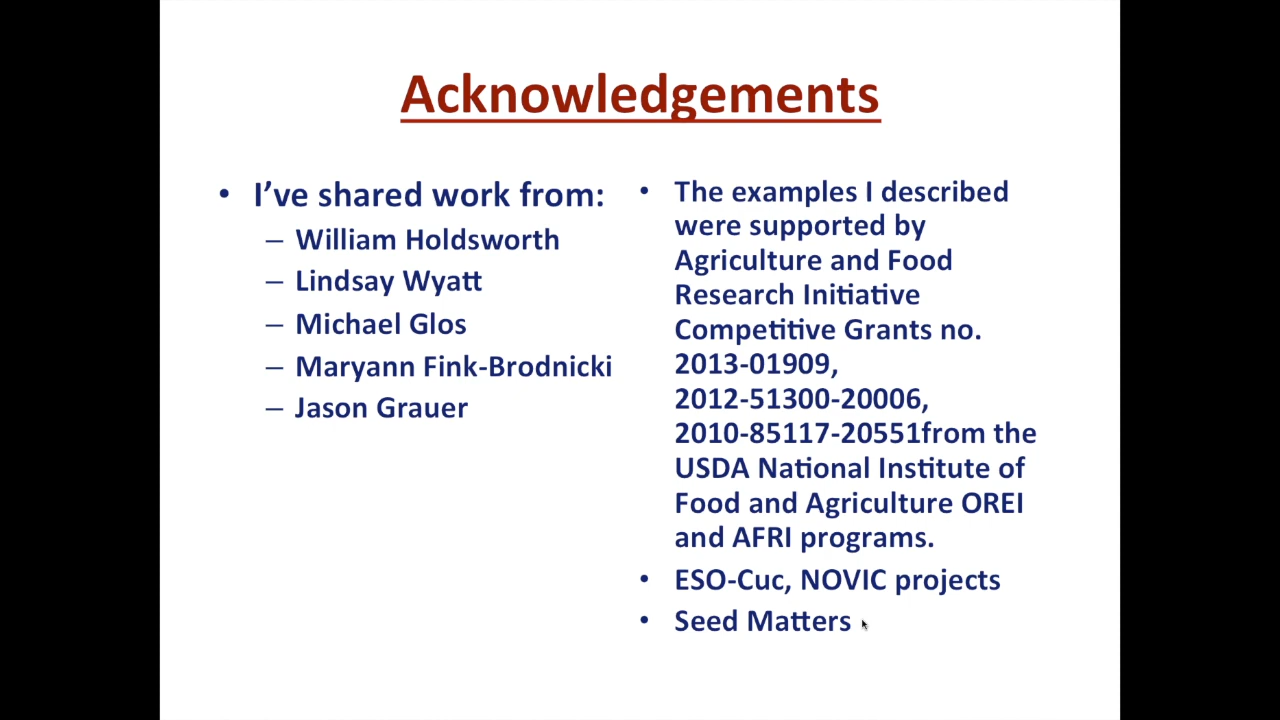 Acknowledgements
• I've shared work from:
– William Holdsworth
– Lindsay Wyatt
– Michael Glos
– Maryann Fink-Brodnicki
– Jason Grauer
• The examples I described
were supported by
Agriculture and Food
Research Initiative
Competitive Grants no.
2013-01909,
2012-51300-20006,
2010-85117-20551from the
USDA National Institute of
Food and Agriculture OREI
and AFRI programs.
• ESO-Cuc, NOVIC projects
• Seed Matters